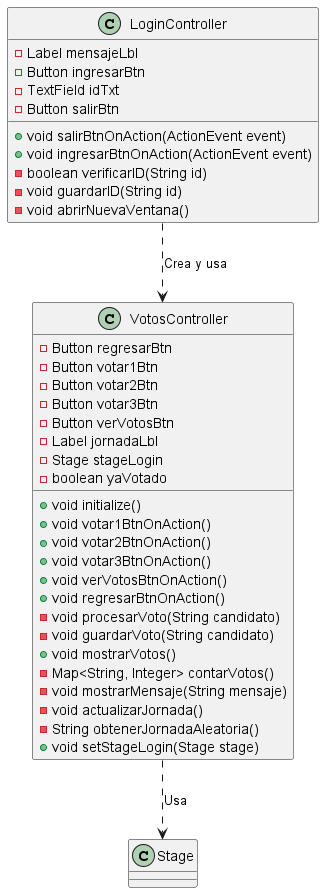 C LoginController
Label mensajeLbl
Button ingresarBtn
TextField idTxt
Button salirBtn
void salirBtnOnAction(ActionEvent event)
void ingresarBtnOnAction(ActionEvent event)
boolean verificarID(String id)
void guardarID(String id)
void abrirNuevaVentana()
Crea y usa
C VotosController
Button regresarBtn
Button votar1Btn
Button votar2Btn
Button votar3Btn
Button verVotosBtn
Label jornadaLbl
Stage stageLogin
boolean yaVotado
void initialize()
void votar1BtnOnAction()
void votar2BtnOnAction()
void votar3BtnOnAction()
void verVotosBtnOnAction()
void regresarBtnOnAction()
void procesarVoto(String candidato)
void guardarVoto(String candidato)
void mostrarVotos()
Map<String, Integer> contarVotos()
void mostrarMensaje(String mensaje)
void actualizarJornada()
String obtenerJornadaAleatoria()
void setStageLogin(Stage stage)
Usa
C Stage